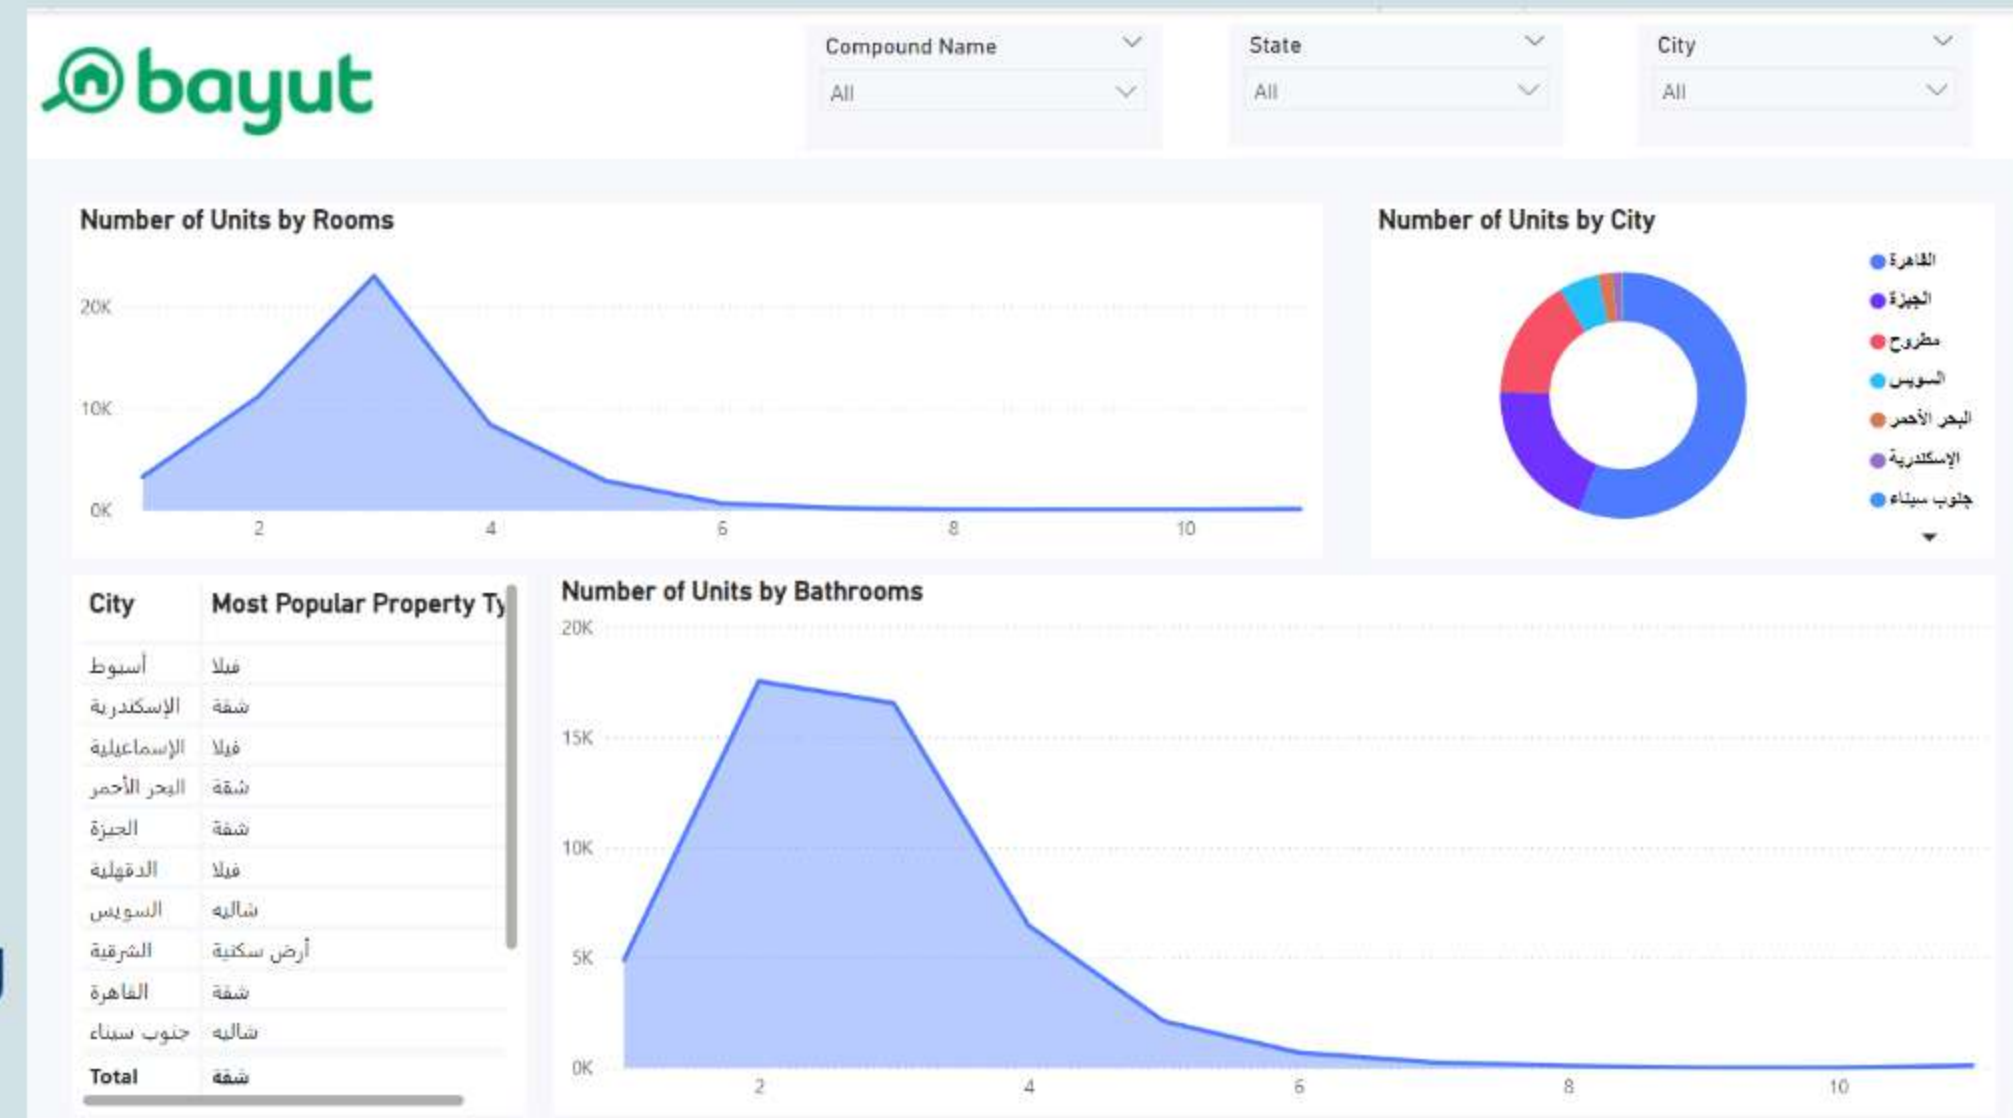 bayut
Compound Name
All
State
All
City
All
Number of Units by Rooms
20K
10K
0K
2 4 6 8 10
Number of Units by City
القاهرة
الجيزة
مطروح
السويس
البحر الأحمر
الإسكندرية
جنوب سيناء
City Most Popular Property Ty
أسيوط فيلا
الإسكندرية شقة
الإسماعيلية فيلا
البحر الأحمر شقة
الجيزة شقة
الدقهلية فيلا
السويس شاليه
الشرقية أرض سكنية
القاهرة شقة
جنوب سيناء شاليه
Total شقة
Number of Units by Bathrooms
20K
15K
10K
5K
0K
2 4 6 8 10